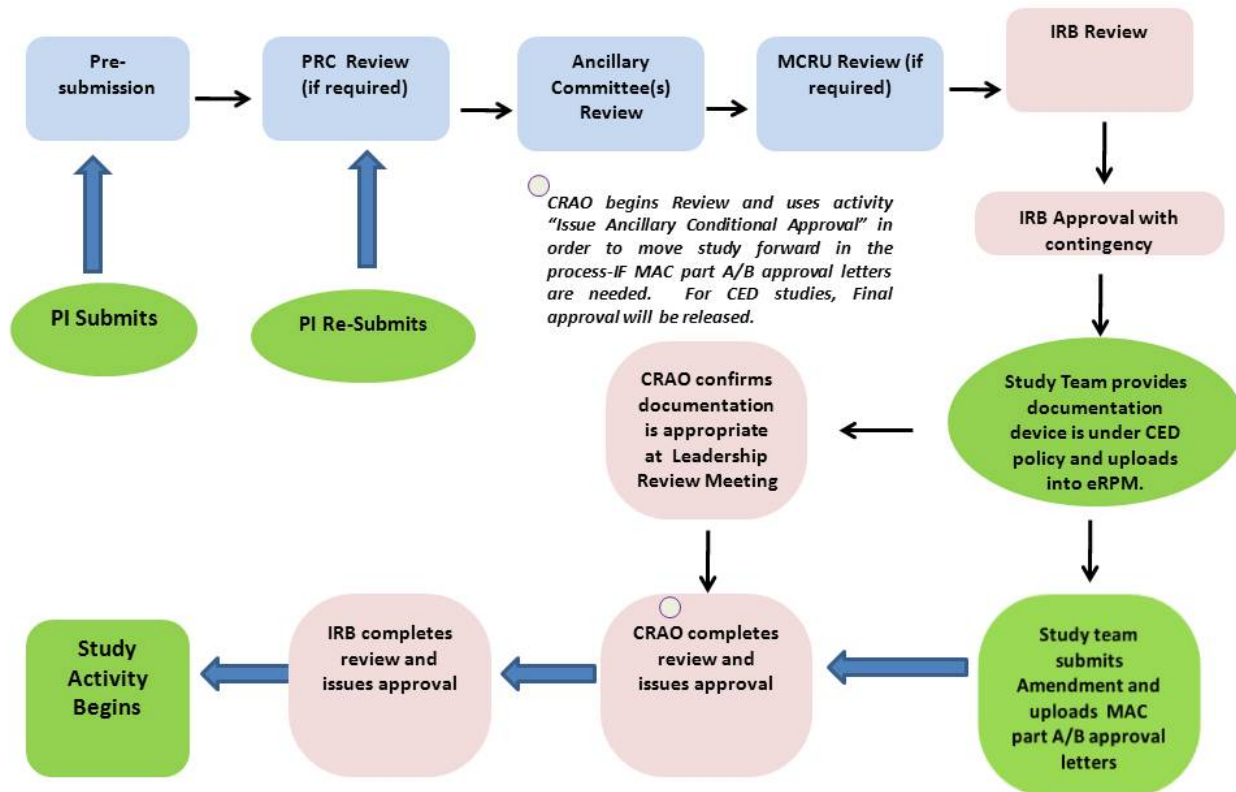 Pre-
submission
PRC Review
(if required)
Ancillary
Committee(s)
Review
MCRU Review (if
required)
IRB Review
PI Submits
PI Re-Submits
CRAO begins Review and uses activity
“Issue Ancillary Conditional Approval” in
order to move study forward in the
process-IF MAC part A/B approval letters
are needed. For CED studies, Final
approval will be released.
IRB Approval with
contingency
Study Team provides
documentation
device is under CED
policy and uploads
into eRPM.
CRAO confirms
documentation
is appropriate
at Leadership
Review Meeting
Study team
submits
Amendment and
uploads MAC
part A/B approval
letters
CRAO completes
review and
issues approval
IRB completes
review and
issues approval
Study
Activity
Begins